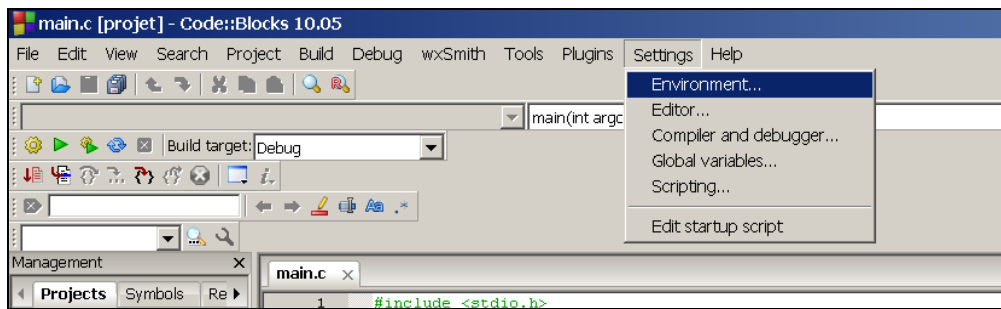 main.c [projet] - Code::Blocks 10.05
File Edit View Search Project Build Debug wxSmith Tools Plugins Settings Help
Environment...
main(int argc
Editor...
Compiler and debugger...
Build target: Debug
Global variables...
Scripting...
Edit startup script
Management
main.c
Projects Symbols Re
1 #include <stdio.h>